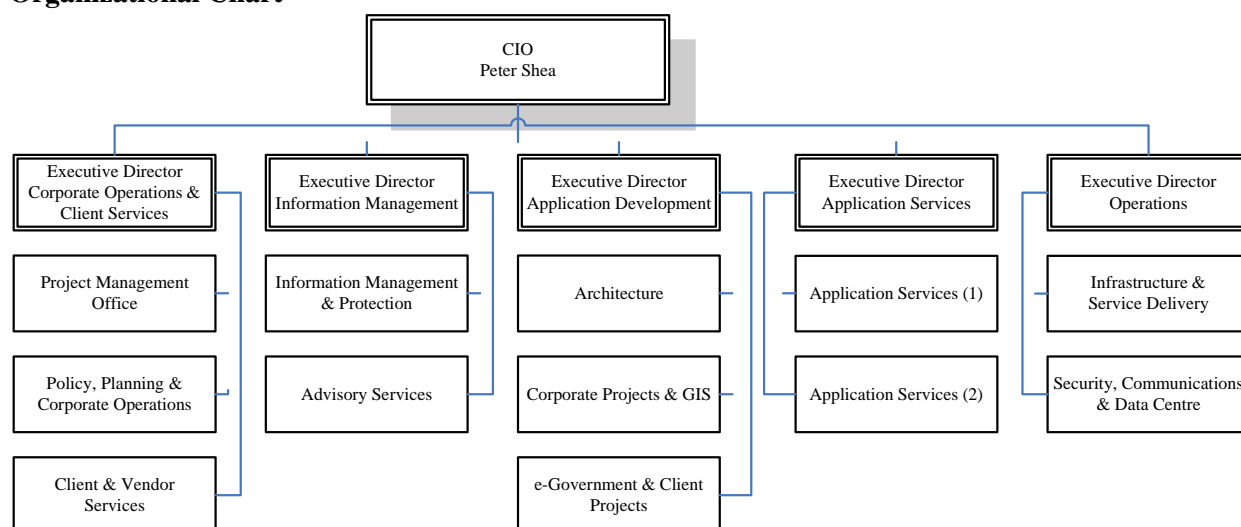 Organizational Chart
CIO
Peter Shea
Executive Director
Corporate Operations &
Client Services
Executive Director
Information Management
Executive Director
Application Development
Executive Director
Application Services
Executive Director
Operations
Project Management
Office
Information Management
& Protection
Architecture
Application Services (1)
Infrastructure &
Service Delivery
Policy, Planning &
Corporate Operations
Advisory Services
Corporate Projects & GIS
Application Services (2)
Security, Communications
& Data Centre
Client & Vendor
Services
e-Government & Client
Projects